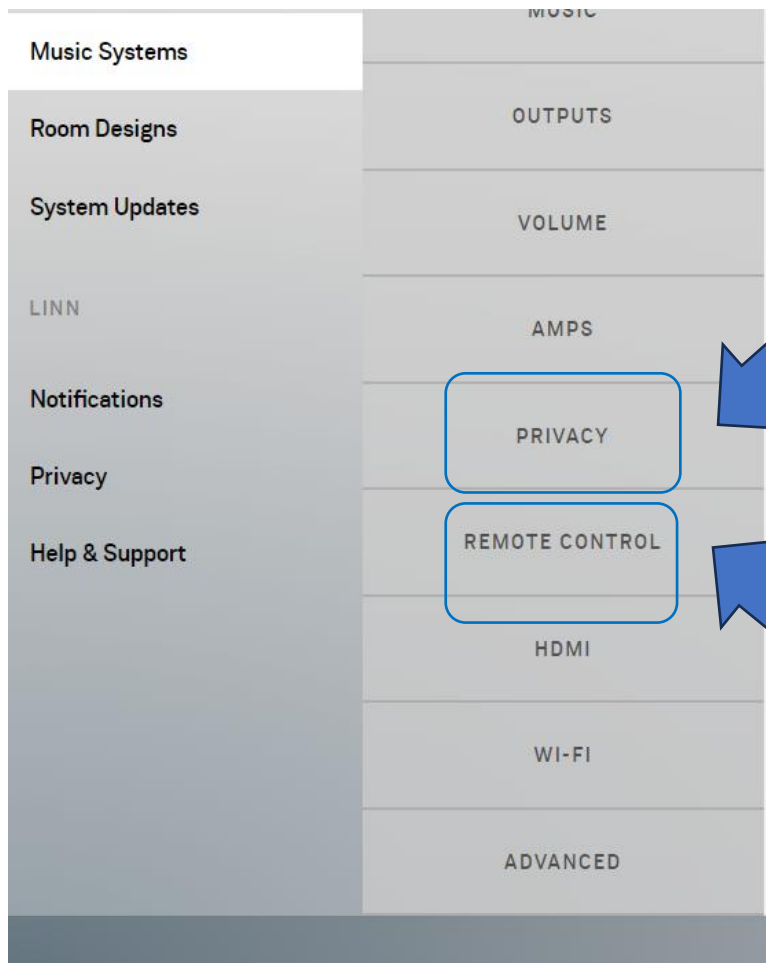 Music Systems
Room Designs
System Updates
LINN
Notifications
Privacy
Help & Support
MUSIC
OUTPUTS
VOLUME
AMPS
PRIVACY
REMOTE CONTROL
HDMI
WI-FI
ADVANCED